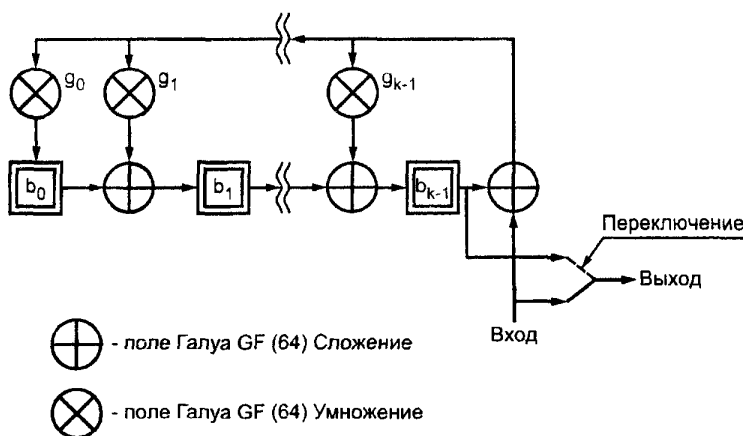 g₀ g₁ gₖ₋₁
b₀ b₁ bₖ₋₁
Переключение
Выход
Вход
- поле Галуа GF (64) Сложение
- поле Галуа GF (64) Умножение